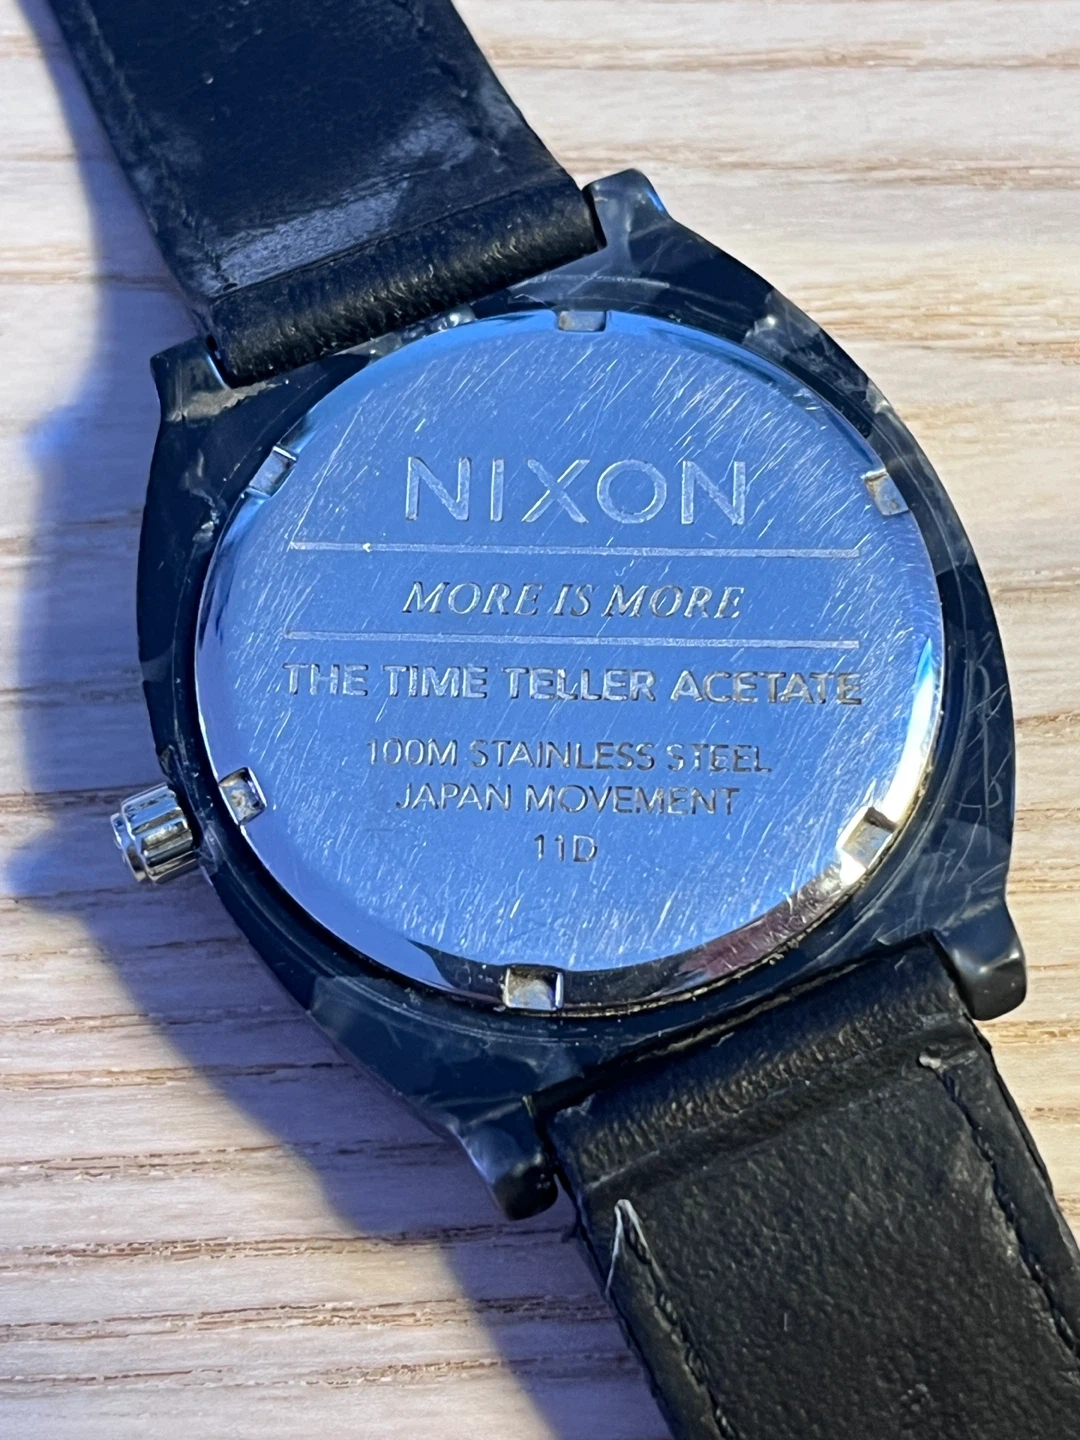 NIXON
MORE IS MORE
THE TIME TELLER ACETATE
100M STAINLESS STEEL
JAPAN MOVEMENT
11D